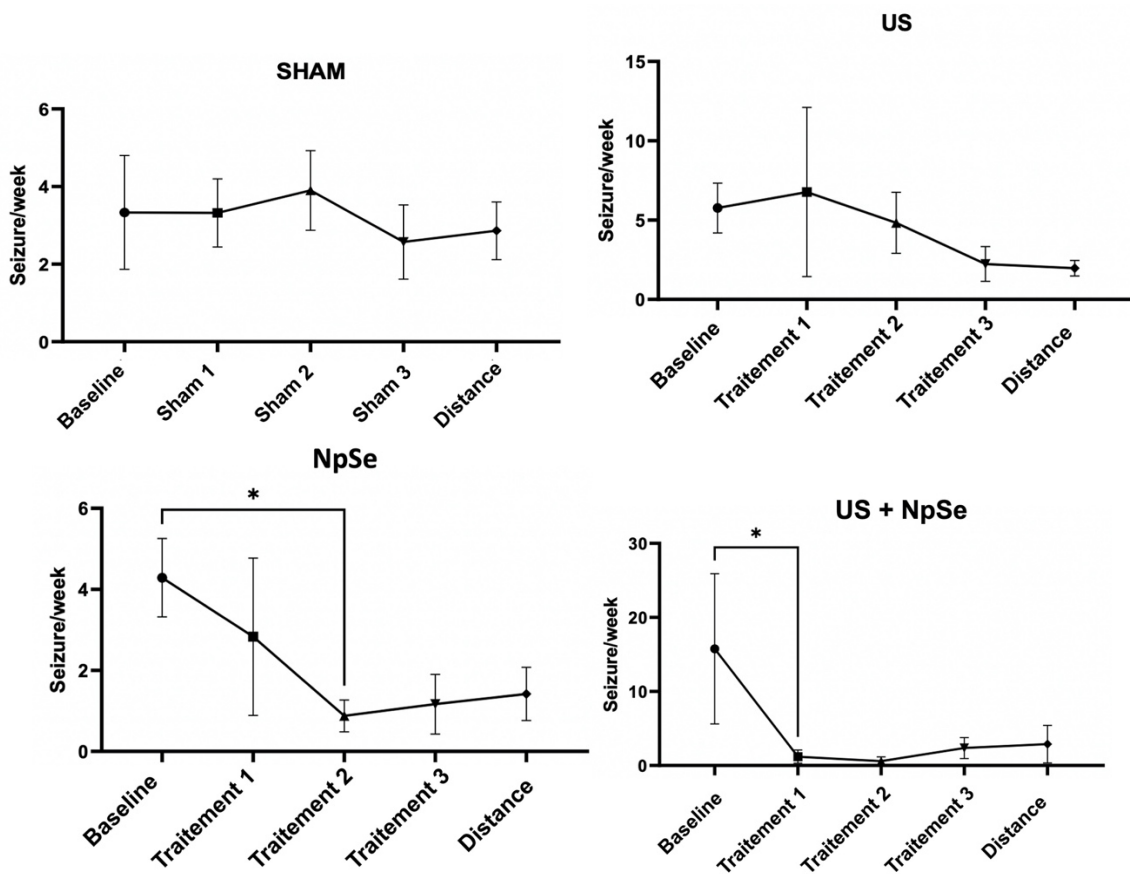 SHAM
Seizure/week
6
4
2
0
Baseline
Sham 1
Sham 2
Sham 3
Distance
US
Seizure/week
15
10
5
0
Baseline
Traitement 1
Traitement 2
Traitement 3
Distance
NpSe
*
Seizure/week
6
4
2
0
Baseline
Traitement 1
Traitement 2
Traitement 3
Distance
US + NpSe
*
Seizure/week
30
20
10
0
Baseline
Traitement 1
Traitement 2
Traitement 3
Distance